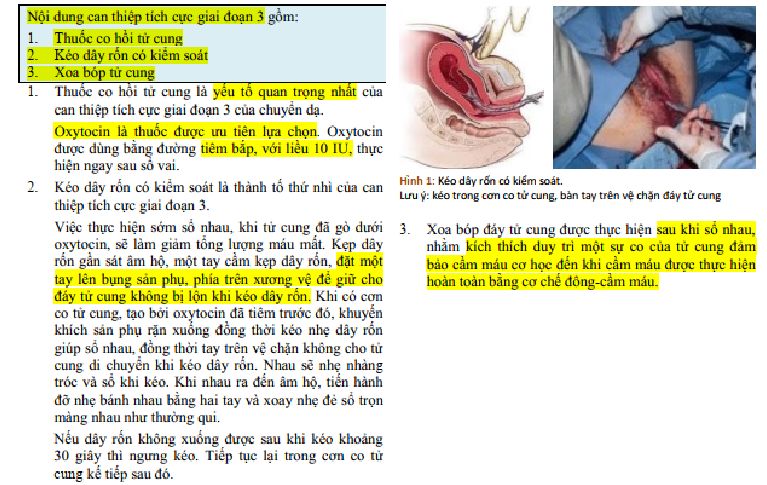 Nội dung can thiệp tích cực giai đoạn 3 gồm:
1. Thuốc co hồi tử cung
2. Kéo dây rốn có kiểm soát
3. Xoa bóp tử cung
1. Thuốc co hồi tử cung là yếu tố quan trọng nhất của
can thiệp tích cực giai đoạn 3 của chuyển dạ.
Oxytocin là thuốc được ưu tiên lựa chọn. Oxytocin
được dùng bằng đường tiêm bắp, với liều 10 IU, thực
hiện ngay sau sổ vai.
2. Kéo dây rốn có kiểm soát là thành tố thứ nhì của can
thiệp tích cực giai đoạn 3.
Việc thực hiện sớm sổ nhau, khi tử cung đã gò dưới
oxytocin, sẽ làm giảm tổng lượng máu mất. Kẹp dây
rốn gần sát âm hộ, một tay cầm kẹp dây rốn, đặt một
tay lên bụng sản phụ, phía trên xương vệ để giữ cho
đáy tử cung không bị lộn khi kéo dây rốn. Khi có cơn
co tử cung, tạo bởi oxytocin đã tiêm trước đó, khuyến
khích sản phụ rặn xuống đồng thời kéo nhẹ dây rốn
giúp sổ nhau, đồng thời tay trên vệ chặn không cho tử
cung di chuyển khi kéo dây rốn. Nhau sẽ nhẹ nhàng
tróc và sổ khi kéo. Khi nhau ra đến âm hộ, tiến hành
đỡ nhẹ bánh nhau bằng hai tay và xoay nhẹ để sổ trọn
màng nhau như thường qui.
Nếu dây rốn không xuống được sau khi kéo khoảng
30 giây thì ngưng kéo. Tiếp tục lại trong cơn co tử
cung kế tiếp sau đó.
Hình 1: Kéo dây rốn có kiểm soát.
Lưu ý: kéo trong cơn co tử cung, bàn tay trên vệ chặn đáy tử cung
3. Xoa bóp đáy tử cung được thực hiện sau khi sổ nhau,
nhằm kích thích duy trì một sự co của tử cung đảm
bảo cầm máu cơ học đến khi cầm máu được thực hiện
hoàn toàn bằng cơ chế đông-cầm máu.